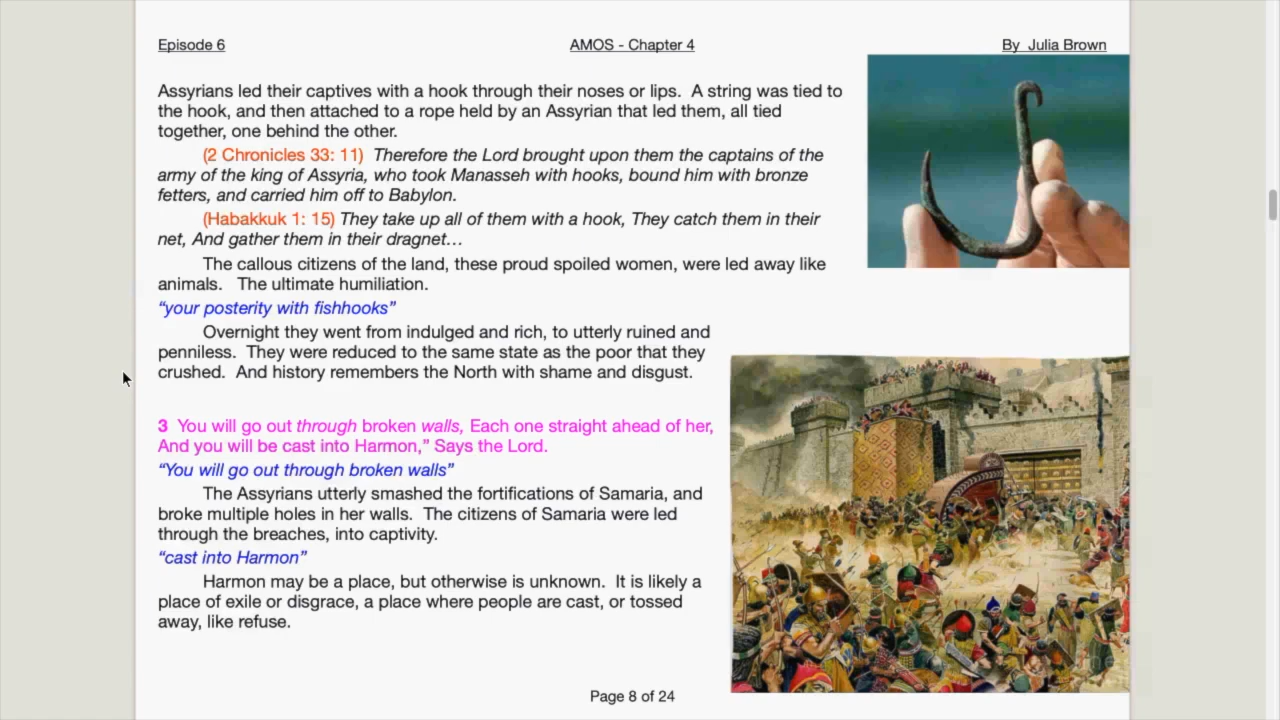 Episode 6 AMOS - Chapter 4 By Julia Brown
Assyrians led their captives with a hook through their noses or lips. A string was tied to
the hook, and then attached to a rope held by an Assyrian that led them, all tied
together, one behind the other.
(2 Chronicles 33: 11) Therefore the Lord brought upon them the captains of the
army of the king of Assyria, who took Manasseh with hooks, bound him with bronze
fetters, and carried him off to Babylon.
(Habakkuk 1: 15) They take up all of them with a hook, They catch them in their
net, And gather them in their dragnet…
The callous citizens of the land, these proud spoiled women, were led away like
animals. The ultimate humiliation.
“your posterity with fishhooks”
Overnight they went from indulged and rich, to utterly ruined and
penniless. They were reduced to the same state as the poor that they
crushed. And history remembers the North with shame and disgust.
3 You will go out through broken walls, Each one straight ahead of her,
And you will be cast into Harmon,” Says the Lord.
“You will go out through broken walls”
The Assyrians utterly smashed the fortifications of Samaria, and
broke multiple holes in her walls. The citizens of Samaria were led
through the breaches, into captivity.
“cast into Harmon”
Harmon may be a place, but otherwise is unknown. It is likely a
place of exile or disgrace, a place where people are cast, or tossed
away, like refuse.
Page 8 of 24